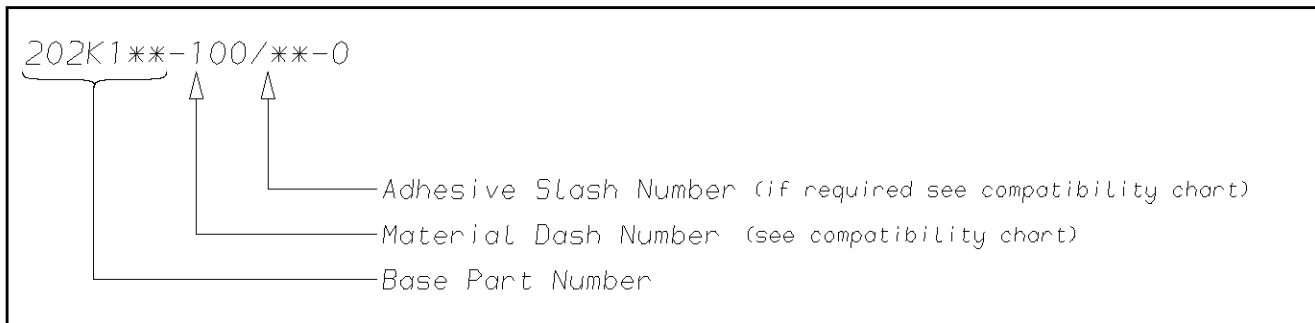 202K1**-100/**-0
Adhesive Slash Number (if required see compatibility chart)
Material Dash Number (see compatibility chart)
Base Part Number